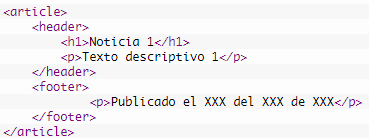 <article>
    <header>
        <h1>Noticia 1</h1>
        <p>Texto descriptivo 1</p>
    </header>
    <footer>
            <p>Publicado el XXX del XXX de XXX</p>
    </footer>
</article>